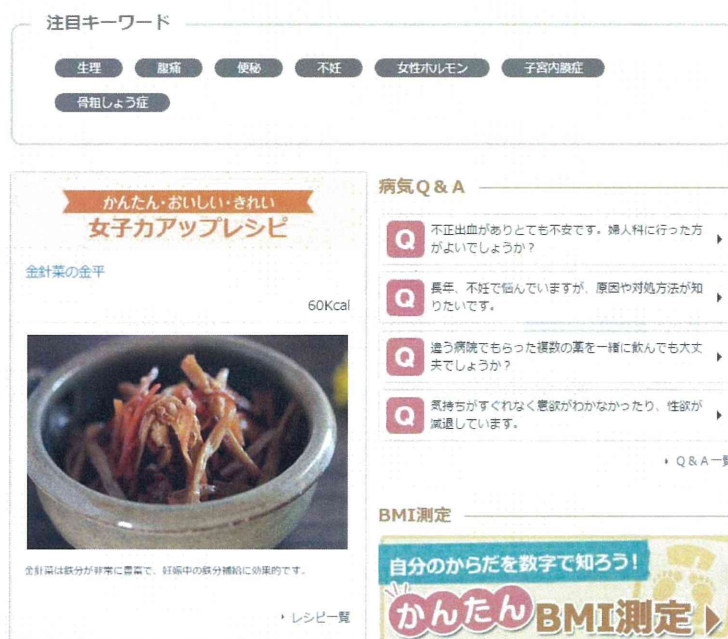 注目キーワード
生理 腹痛 便秘 不妊 女性ホルモン 子宮内膜症
骨粗しょう症
かんたん・おいしい・きれい
女子力アップレシピ
金針菜の金平
60Kcal
金針菜は鉄分が非常に豊富で、妊娠中の鉄分補給に効果的です。
レシピ一覧
病気Q&A
Q 不正出血がありとても不安です。婦人科に行った方
がよいでしょうか?
Q 長年、不妊で悩んでいますが、原因や対処方法が知
りたいです。
Q 違う病院でもらった複数の薬を一緒に飲んでも大丈
夫でしょうか?
Q 気持ちがすぐれなく意欲がわかなかったり、性欲が
減退しています。
Q&A一覧
BMI測定
自分のからだを数字で知ろう!
かんたんBMI測定